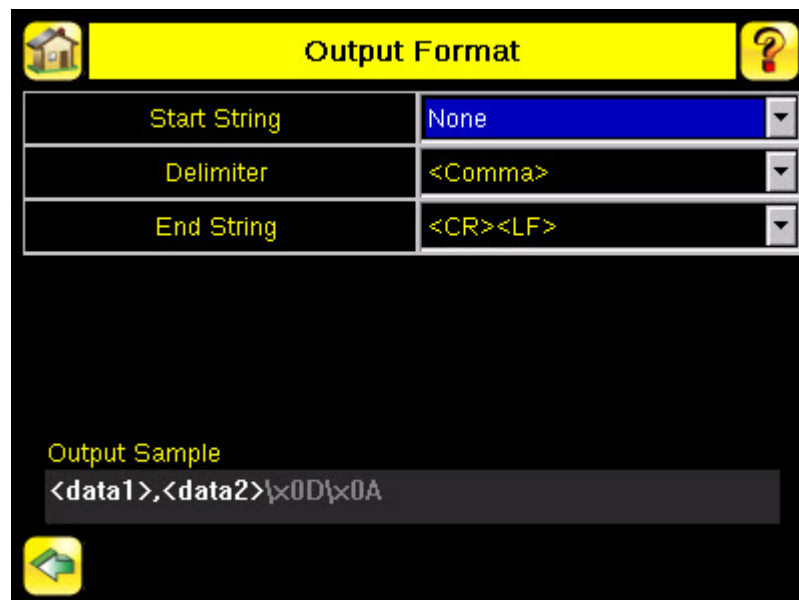 Output Format
Start String None
Delimiter <Comma>
End String <CR><LF>
Output Sample
<data1>,<data2>\x0D\x0A